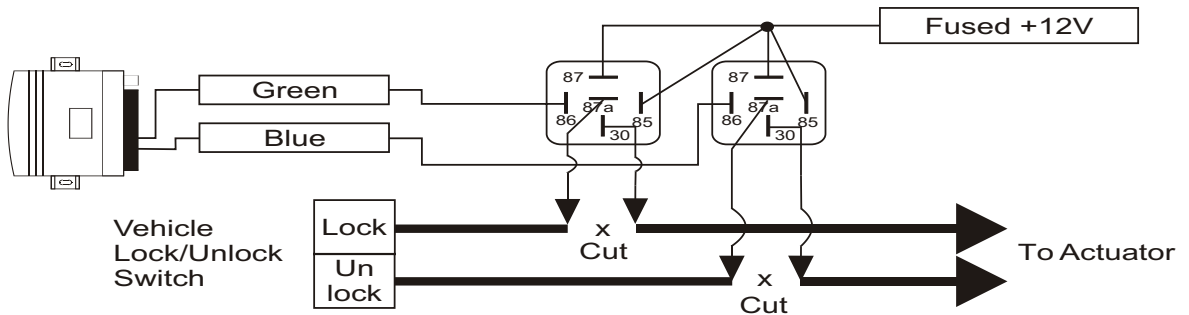 Fused +12V
87
87
Green
87a
87a
86
85
86
85
30
30
Blue
Vehicle
Lock/Unlock
Switch
Lock
Un
lock
x
Cut
x
Cut
To Actuator